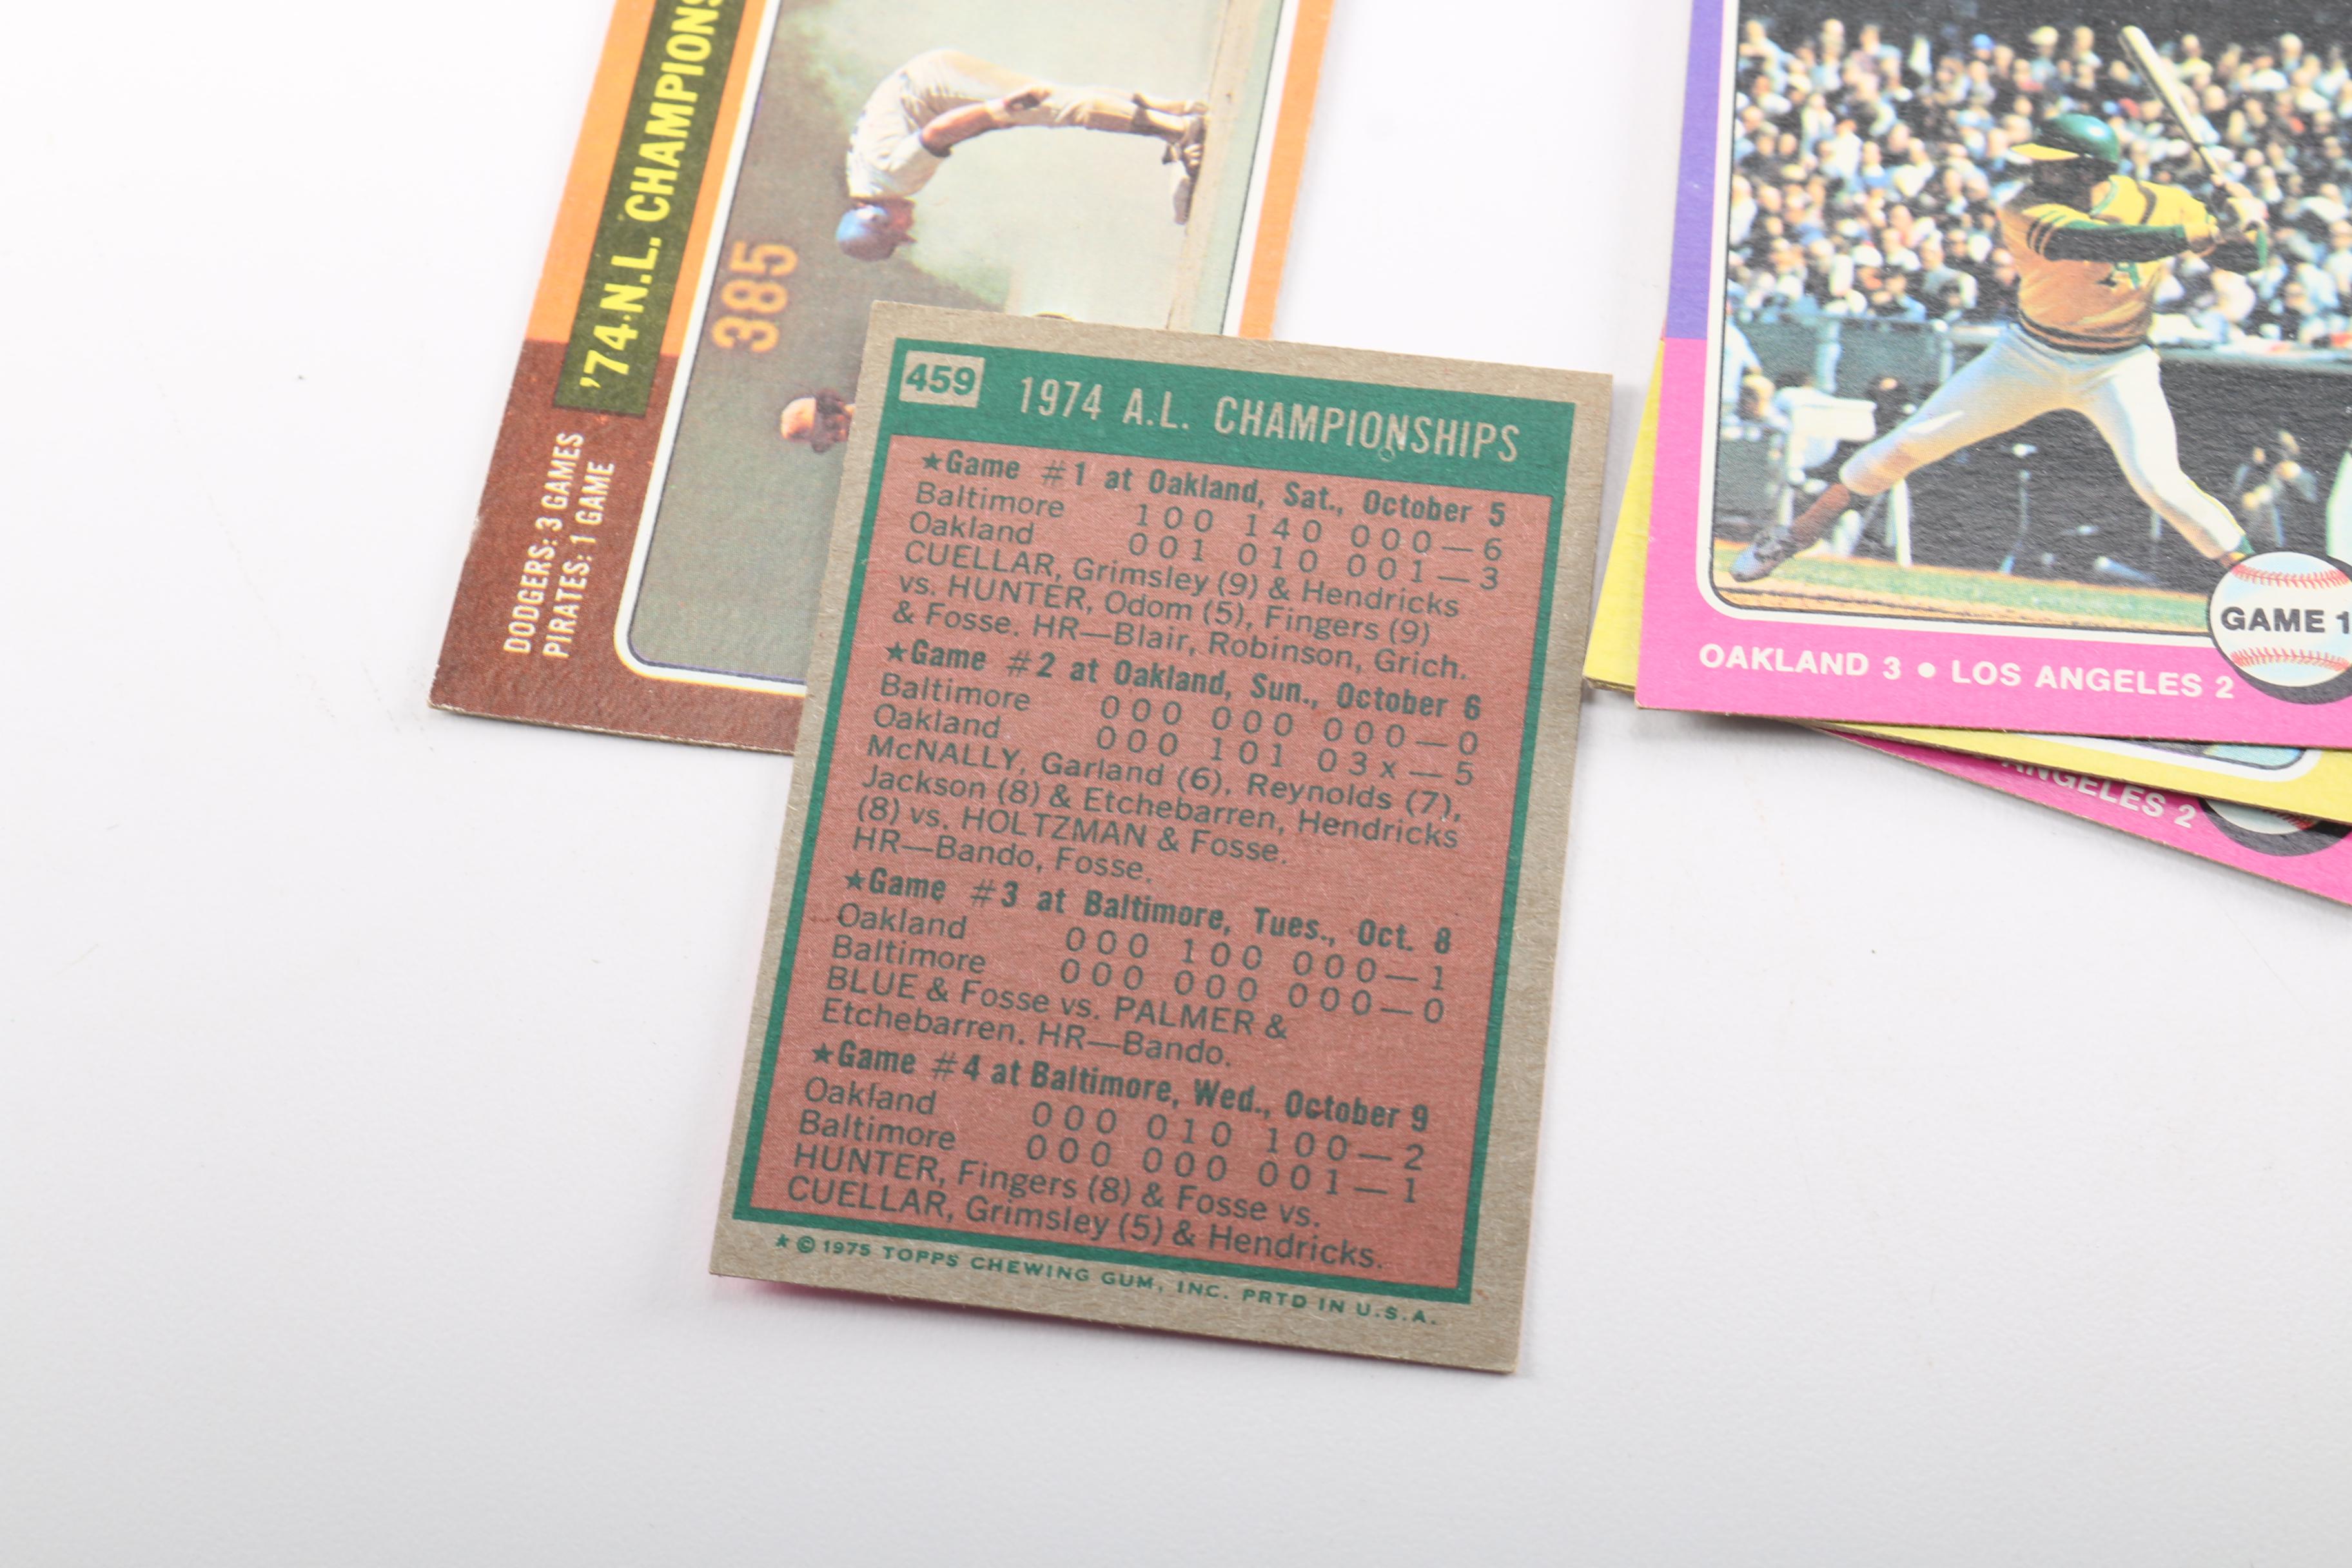 '74 N.L. CHAMPIONS
DODGERS: 3 GAMES
PIRATES: 1 GAME
385
459 1974 A.L. CHAMPIONSHIPS
★Game #1 at Oakland, Sat., October 5
Baltimore 100 140 000—6
Oakland 001 010 001—3
CUELLAR, Grimsley (9) & Hendricks
vs. HUNTER, Odom (5), Fingers (9)
& Fosse. HR—Blair, Robinson, Grich.
★Game #2 at Oakland, Sun., October 6
Baltimore 000 000 000—0
Oakland 000 101 03x—5
McNALLY, Garland (6), Reynolds (7),
Jackson (8) & Etchebarren, Hendricks
(8) vs. HOLTZMAN & Fosse.
HR—Bando, Fosse.
★Game #3 at Baltimore, Tues., Oct. 8
Oakland 000 100 000—1
Baltimore 000 000 000—0
BLUE & Fosse vs. PALMER &
Etchebarren. HR—Bando.
★Game #4 at Baltimore, Wed., October 9
Oakland 000 010 100—2
Baltimore 000 000 001—1
HUNTER, Fingers (8) & Fosse vs.
CUELLAR, Grimsley (5) & Hendricks.
★ © 1975 TOPPS CHEWING GUM, INC. PRTD IN U.S.A.
GAME 1
OAKLAND 3 • LOS ANGELES 2
ANGELES 2